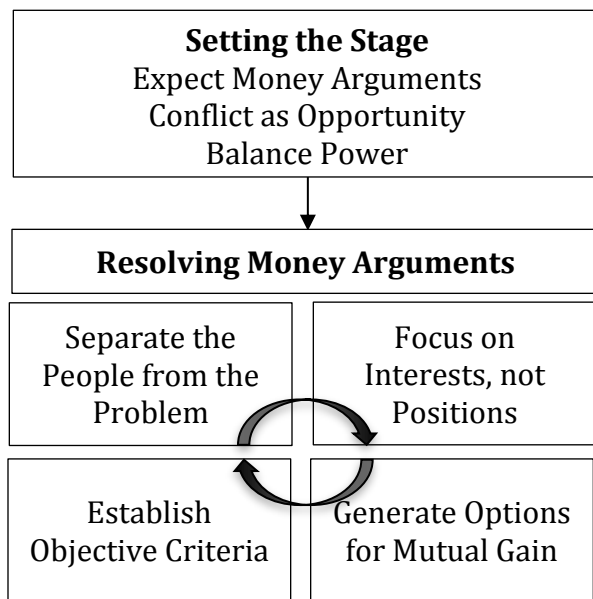 Setting the Stage
Expect Money Arguments
Conflict as Opportunity
Balance Power
Resolving Money Arguments
Separate the
People from the
Problem
Focus on
Interests, not
Positions
Establish
Objective Criteria
Generate Options
for Mutual Gain